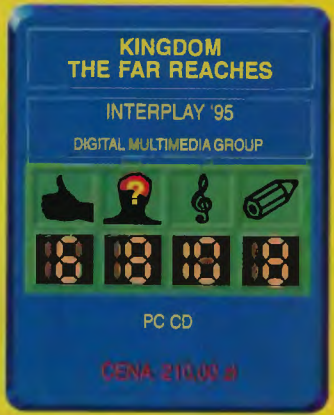 KINGDOM
THE FAR REACHES
INTERPLAY '95
DIGITAL MULTIMEDIA GROUP
?
PC CD
CENA: 210,00 zł